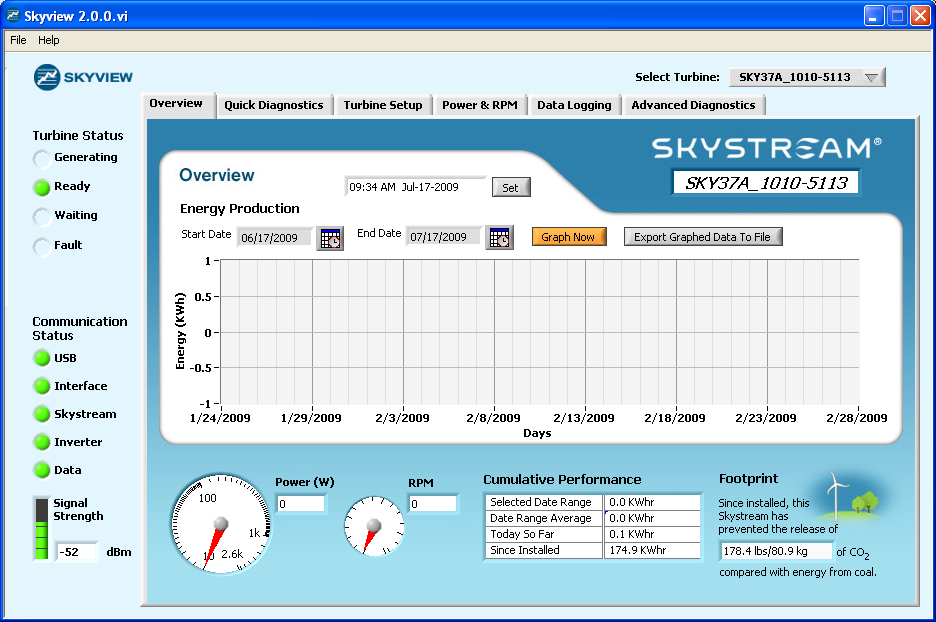 Skyview 2.0.0.vi
File Help
SKYVIEW
Select Turbine: SKY37A_1010-5113
Overview Quick Diagnostics Turbine Setup Power & RPM Data Logging Advanced Diagnostics
Turbine Status
Generating
Ready
Waiting
Fault
Communication
Status
USB
Interface
Skystream
Inverter
Data
Signal
Strength
-52 dBm
SKYSTREAM®
SKY37A_1010-5113
Overview
09:34 AM Jul-17-2009 Set
Energy Production
Start Date 06/17/2009 End Date 07/17/2009 Graph Now Export Graphed Data To File
Energy (KWh)
1
0.5
0
-0.5
-1
1/24/2009 1/29/2009 2/3/2009 2/8/2009 2/13/2009 2/18/2009 2/23/2009 2/28/2009
Days
100
1k
10 2.6k
Power (W)
0
RPM
0
Cumulative Performance
Selected Date Range 0.0 KWhr
Date Range Average 0.0 KWhr
Today So Far 0.1 KWhr
Since Installed 174.9 KWhr
Footprint
Since installed, this
Skystream has
prevented the release of
178.4 lbs/80.9 kg of CO2
compared with energy from coal.